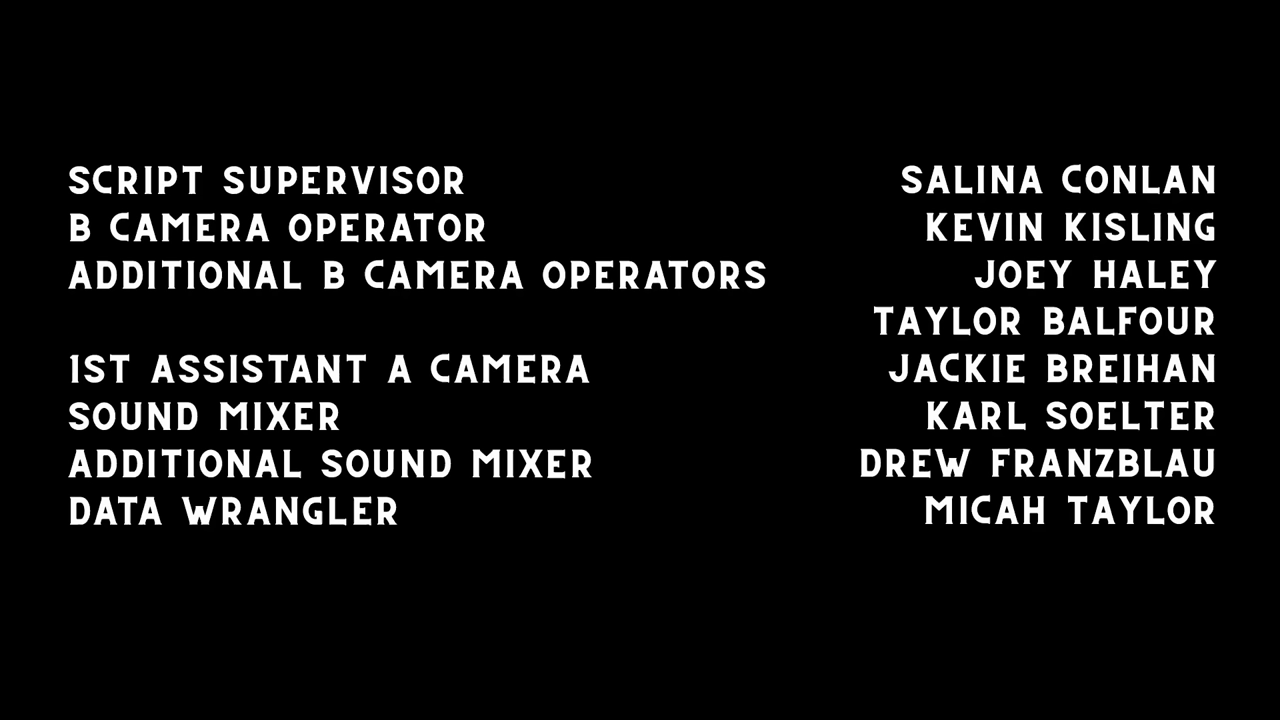 SCRIPT SUPERVISOR SALINA CONLAN
B CAMERA OPERATOR KEVIN KISLING
ADDITIONAL B CAMERA OPERATORS JOEY HALEY
TAYLOR BALFOUR
1ST ASSISTANT A CAMERA JACKIE BREIHAN
SOUND MIXER KARL SOELTER
ADDITIONAL SOUND MIXER DREW FRANZBLAU
DATA WRANGLER MICAH TAYLOR